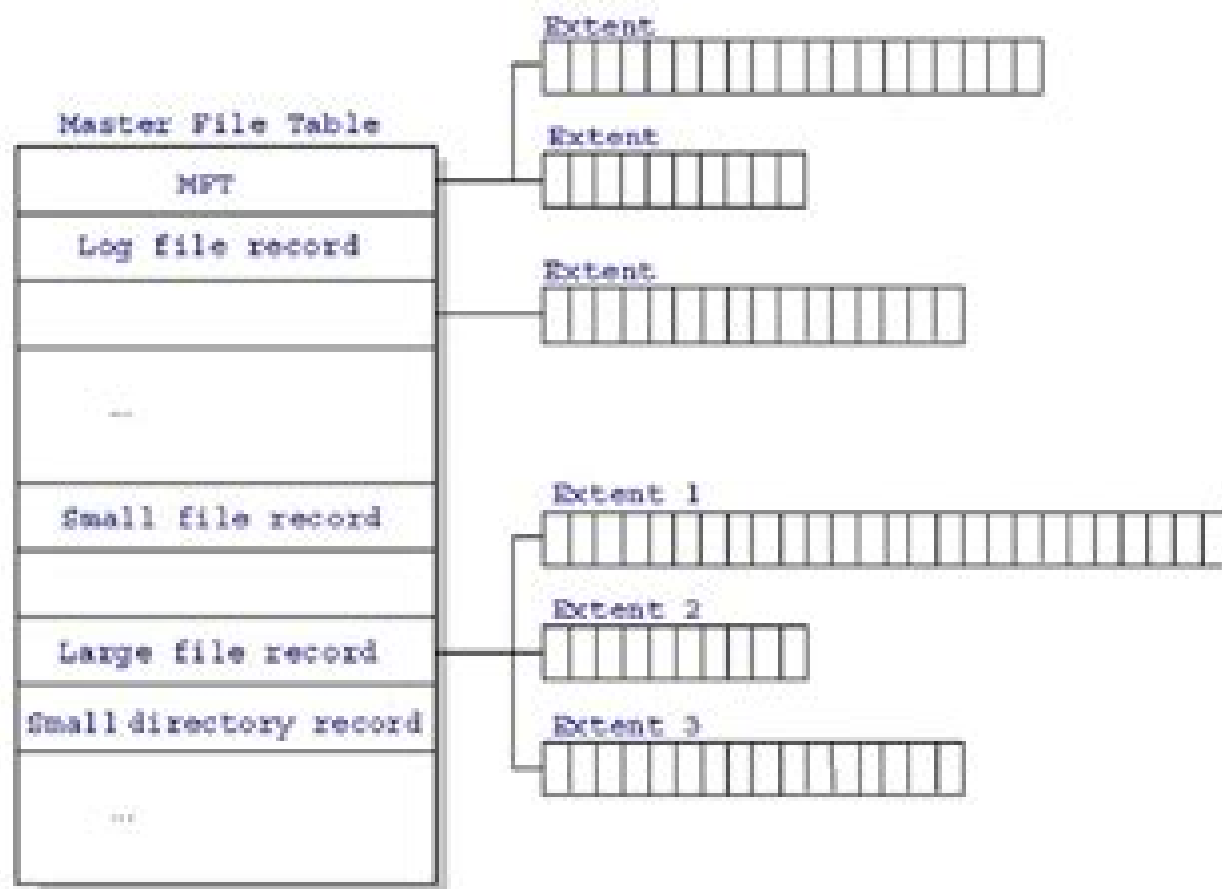 Extent
Master File Table
Extent
MFT
Log file record
Extent
...
Extent 1
Small file record
Extent 2
Large file record
Small directory record
Extent 3
...